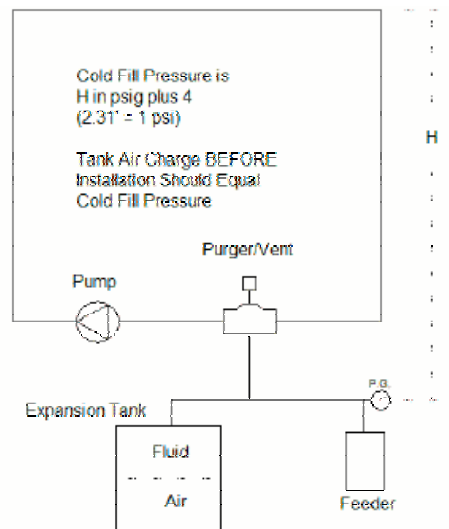 Cold Fill Pressure is
H in psig plus 4
(2.31' = 1 psi)
H
Tank Air Charge BEFORE
Installation Should Equal
Cold Fill Pressure
Purger/Vent
Pump
P.G.
Expansion Tank
Fluid
Air
Feeder